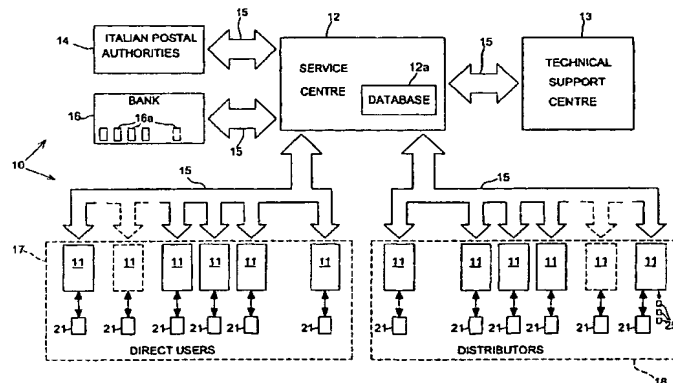 14
ITALIAN POSTAL
AUTHORITIES
15
12
SERVICE
CENTRE
12a
DATABASE
15
13
TECHNICAL
SUPPORT
CENTRE
16
BANK
16a
15
10
15
15
17
11 11 11 11 11 11
11 11 11 11 11 11
21 21 21 21 21 21
21 21 21 21 21 21
DIRECT USERS
DISTRIBUTORS
18